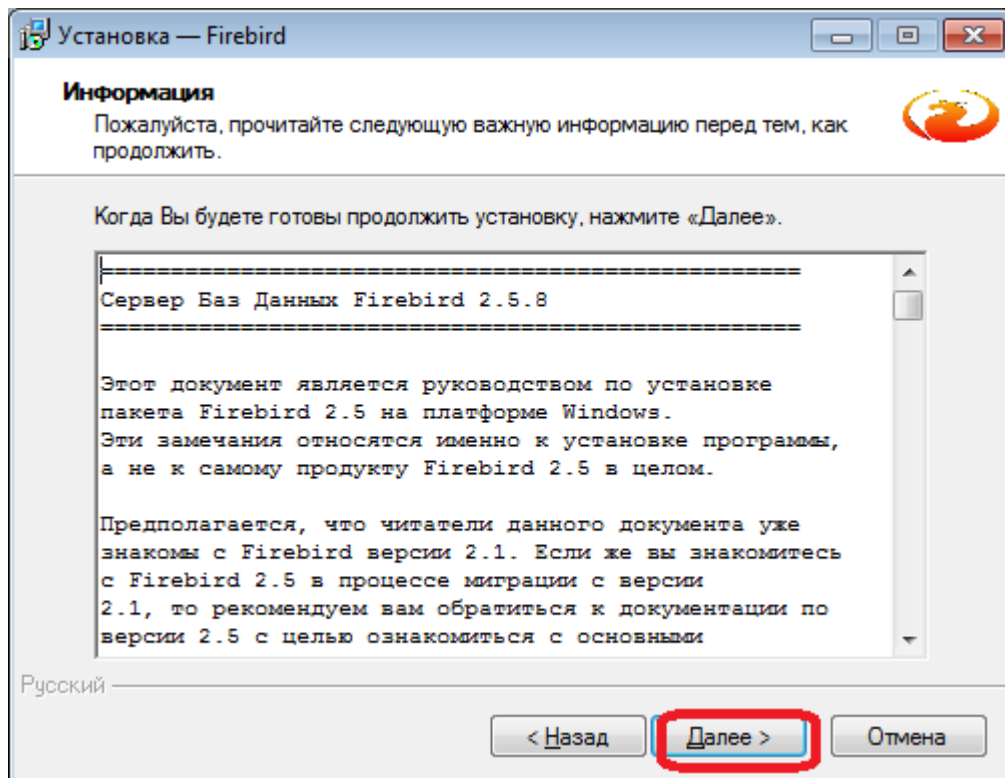 Установка — Firebird
Информация
Пожалуйста, прочитайте следующую важную информацию перед тем, как
продолжить.
Когда Вы будете готовы продолжить установку, нажмите «Далее».
==================================================
Сервер Баз Данных Firebird 2.5.8
==================================================
Этот документ является руководством по установке
пакета Firebird 2.5 на платформе Windows.
Эти замечания относятся именно к установке программы,
а не к самому продукту Firebird 2.5 в целом.
Предполагается, что читатели данного документа уже
знакомы с Firebird версии 2.1. Если же вы знакомитесь
с Firebird 2.5 в процессе миграции с версии
2.1, то рекомендуем вам обратиться к документации по
версии 2.5 с целью ознакомиться с основными
Русский
< Назад Далее > Отмена